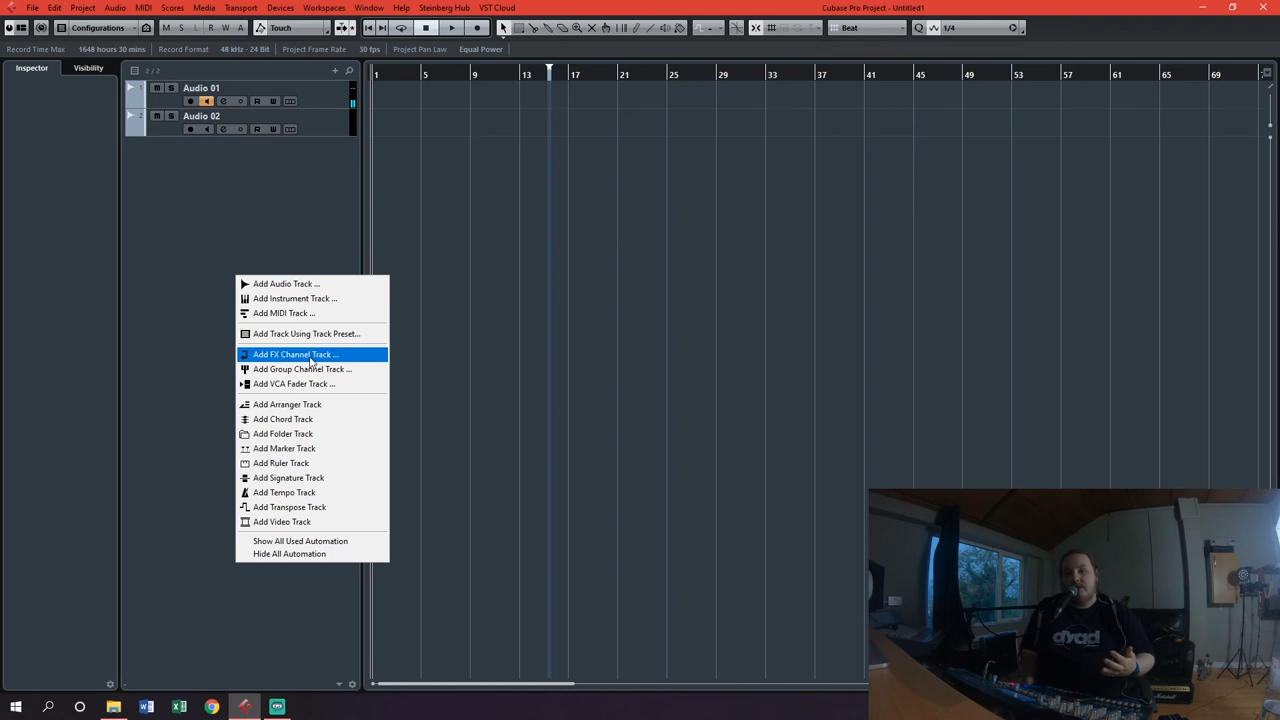 File Edit Project Audio MIDI Scores Media Transport Devices Workspaces Window Help Steinberg Hub VST Cloud Cubase Pro Project - Untitled1
Configurations M S L R W A Touch Beat Q 1/4
Record Time Max 1648 hours 30 mins Record Format 48 kHz - 24 Bit Project Frame Rate 30 fps Project Pan Law Equal Power
Inspector Visibility 2 / 2 1 5 9 13 17 21 25 29 33 37 41 45 49 53 57 61 65 69
1 m S Audio 01
e R W
2 m S Audio 02
e R W
Add Audio Track ...
Add Instrument Track ...
Add MIDI Track ...
Add Track Using Track Preset...
Add FX Channel Track ...
Add Group Channel Track ...
Add VCA Fader Track ...
Add Arranger Track
Add Chord Track
Add Folder Track
Add Marker Track
Add Ruler Track
Add Signature Track
Add Tempo Track
Add Transpose Track
Add Video Track
Show All Used Automation
Hide All Automation
dyad
Marshall